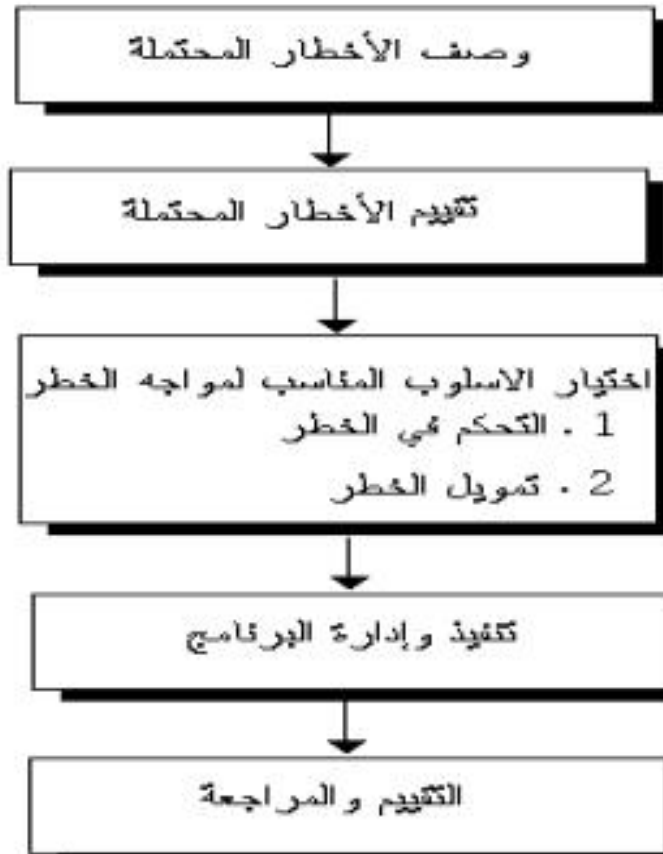 وصف الأخطار المحتملة
تقييم الأخطار المحتملة
اختيار الاسلوب المناسب لمواجه الخطر
1 . التحكم في الخطر
2 . تمويل الخطر
تنفيذ وإدارة البرنامج
التقييم والمراجعة